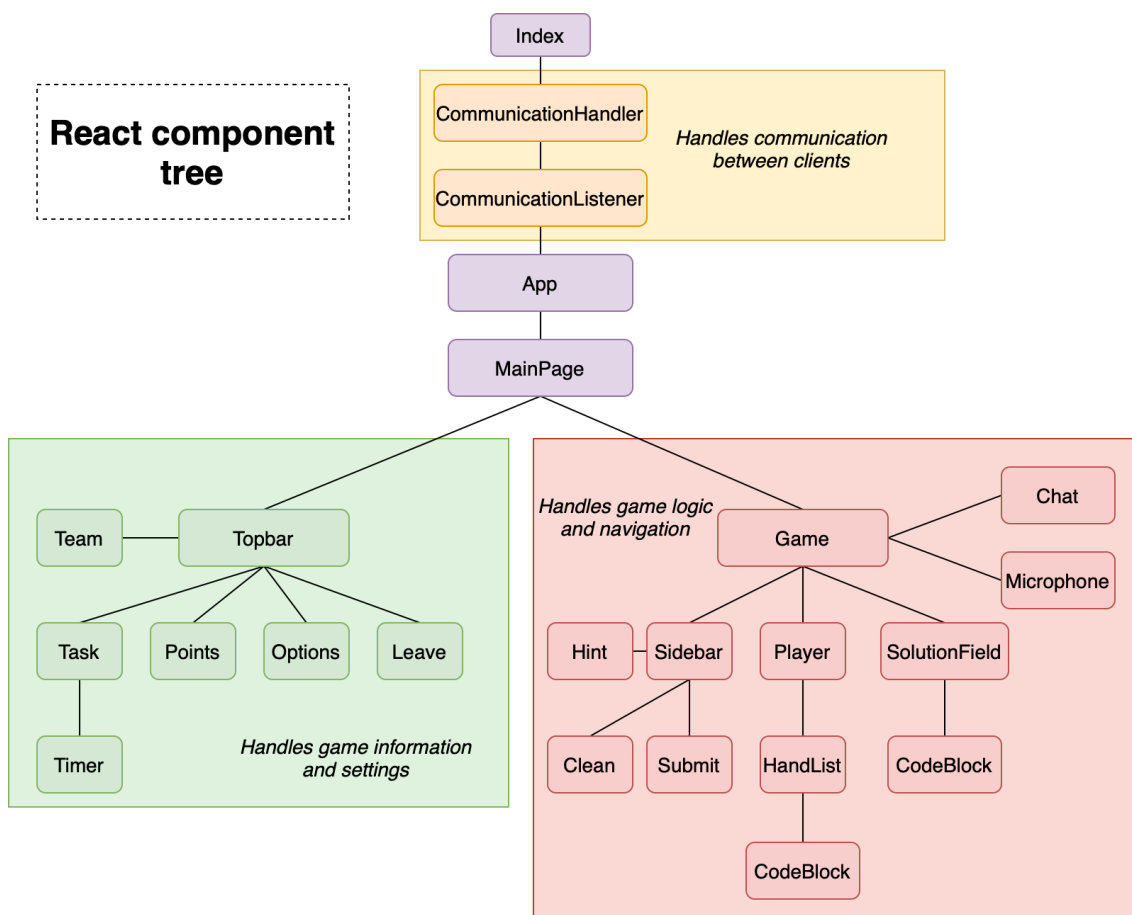 Index
React component
tree
CommunicationHandler
Handles communication
between clients
CommunicationListener
App
MainPage
Team
Topbar
Task
Points
Options
Leave
Timer
Handles game information
and settings
Handles game logic
and navigation
Game
Chat
Microphone
Hint
Sidebar
Player
SolutionField
Clean
Submit
HandList
CodeBlock
CodeBlock